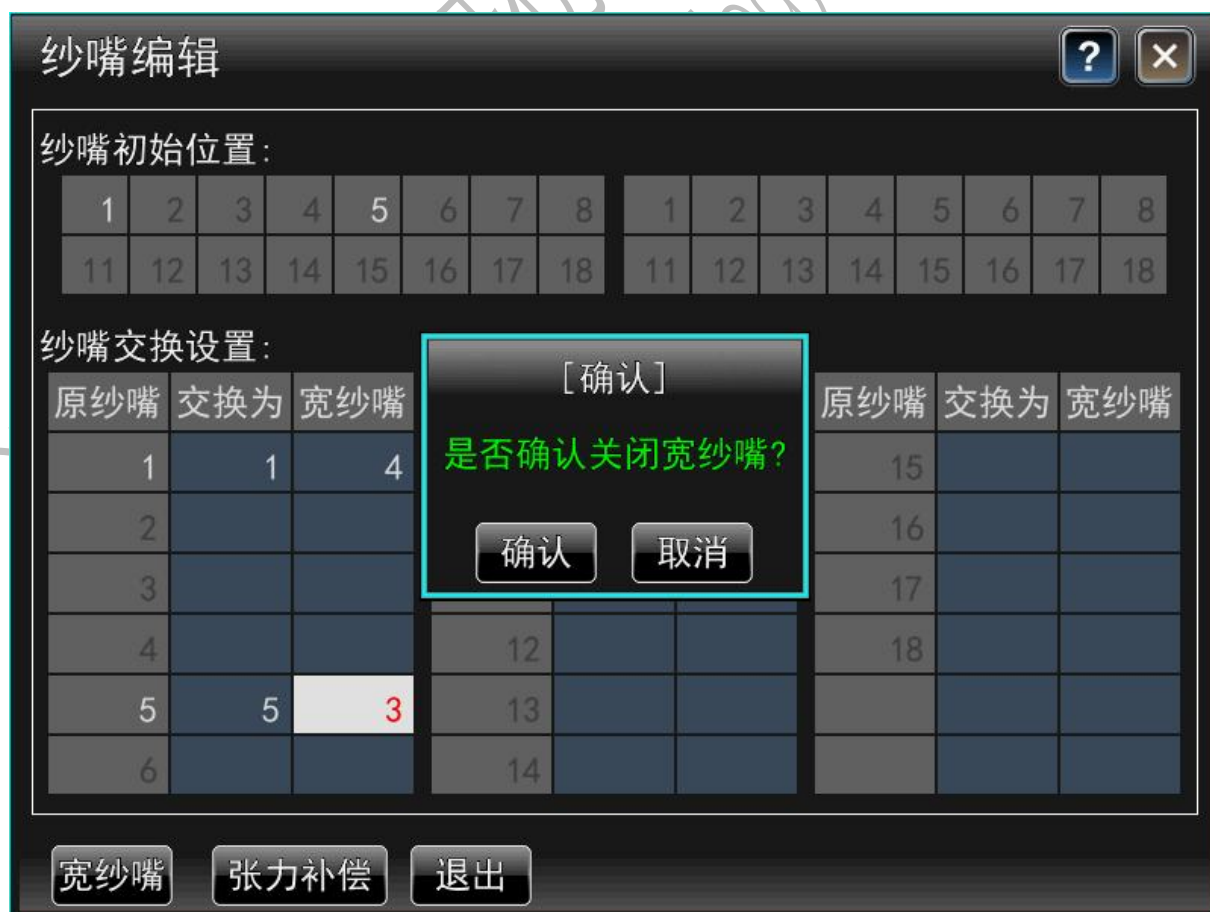 纱嘴编辑
?
×
纱嘴初始位置:
1 2 3 4 5 6 7 8 1 2 3 4 5 6 7 8
11 12 13 14 15 16 17 18 11 12 13 14 15 16 17 18
纱嘴交换设置:
原纱嘴 交换为 宽纱嘴 原纱嘴 交换为 宽纱嘴
1 1 4 15
2 16
3 17
4 12 18
5 5 3 13
6 14
[确认]
是否确认关闭宽纱嘴?
确认 取消
宽纱嘴 张力补偿 退出